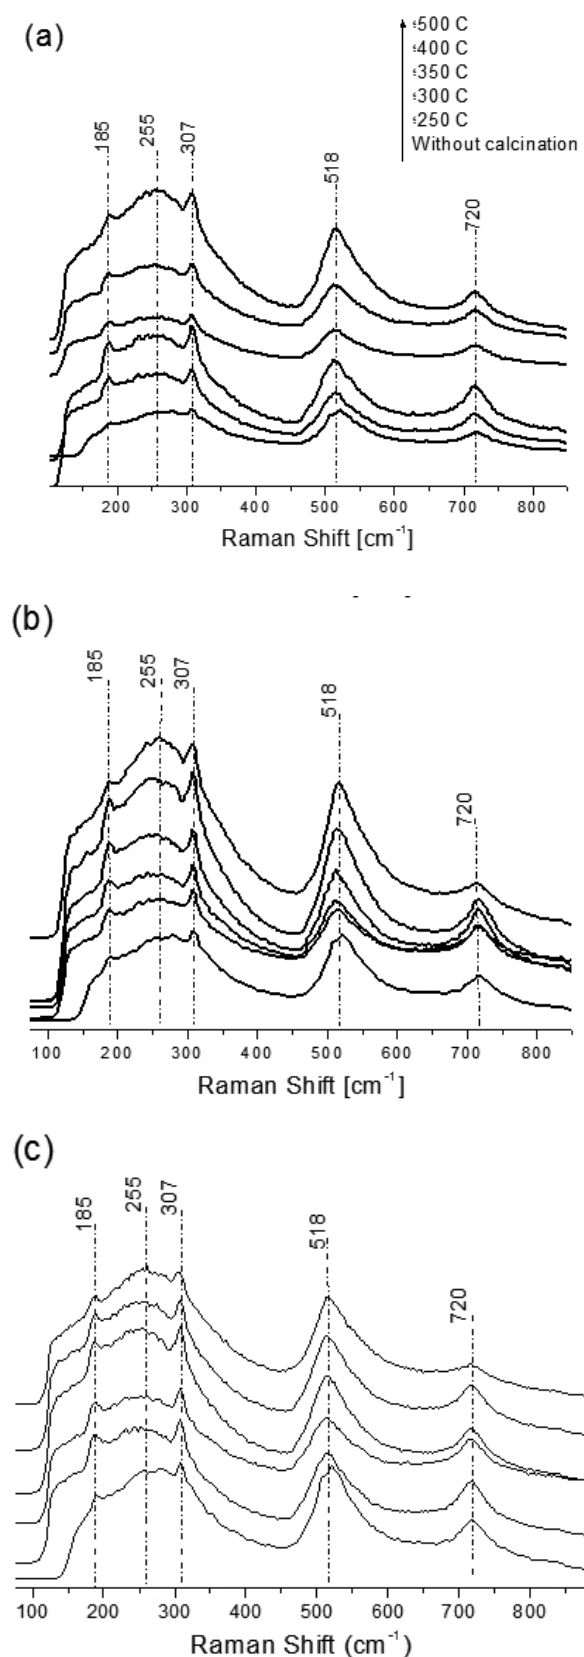 (a)
500 C
400 C
350 C
300 C
250 C
Without calcination
185
255
307
518
720
200 300 400 500 600 700 800
Raman Shift [cm⁻¹]
(b)
185
255
307
518
720
100 200 300 400 500 600 700 800
Raman Shift [cm⁻¹]
(c)
185
255
307
518
720
100 200 300 400 500 600 700 800
Raman Shift (cm⁻¹)